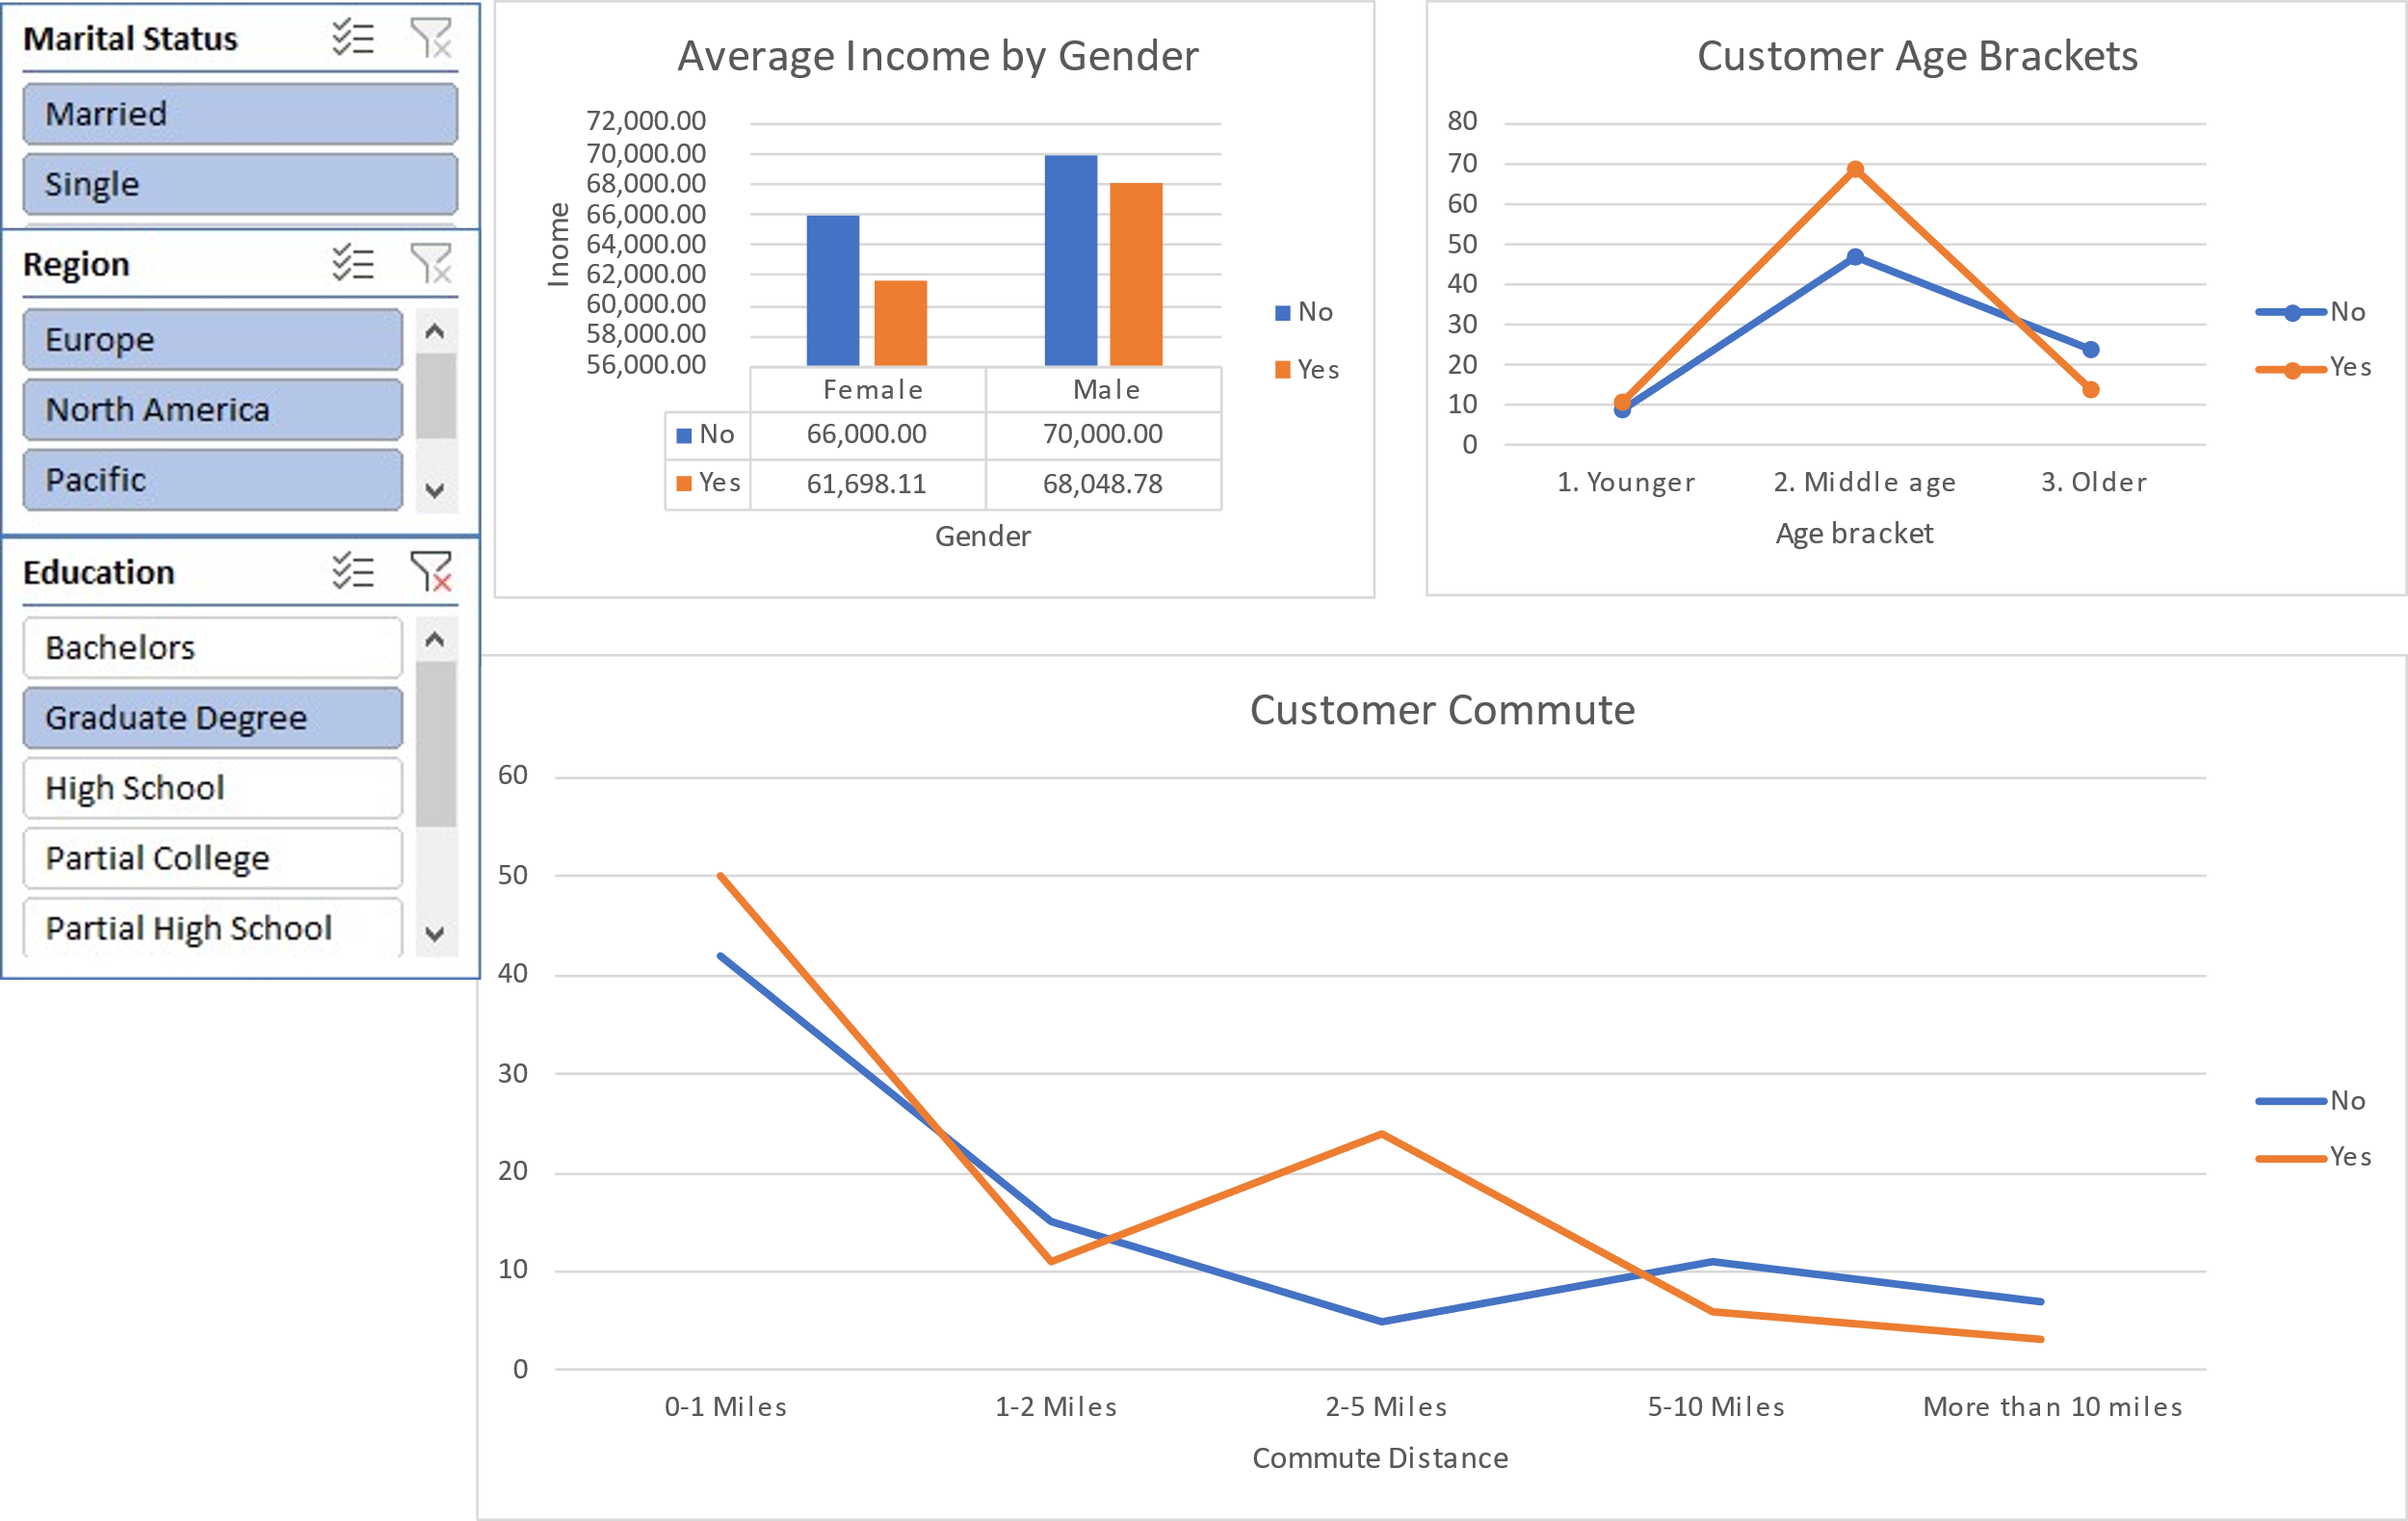 Marital Status
Married
Single
Region
Europe
North America
Pacific
Education
Bachelors
Graduate Degree
High School
Partial College
Partial High School
Average Income by Gender
72,000.00
70,000.00
68,000.00
66,000.00
64,000.00
62,000.00
60,000.00
58,000.00
56,000.00
Income
Female Male
No 66,000.00 70,000.00
Yes 61,698.11 68,048.78
Gender
No
Yes
Customer Age Brackets
80
70
60
50
40
30
20
10
0
1. Younger 2. Middle age 3. Older
Age bracket
No
Yes
Customer Commute
60
50
40
30
20
10
0
0-1 Miles 1-2 Miles 2-5 Miles 5-10 Miles More than 10 miles
Commute Distance
No
Yes